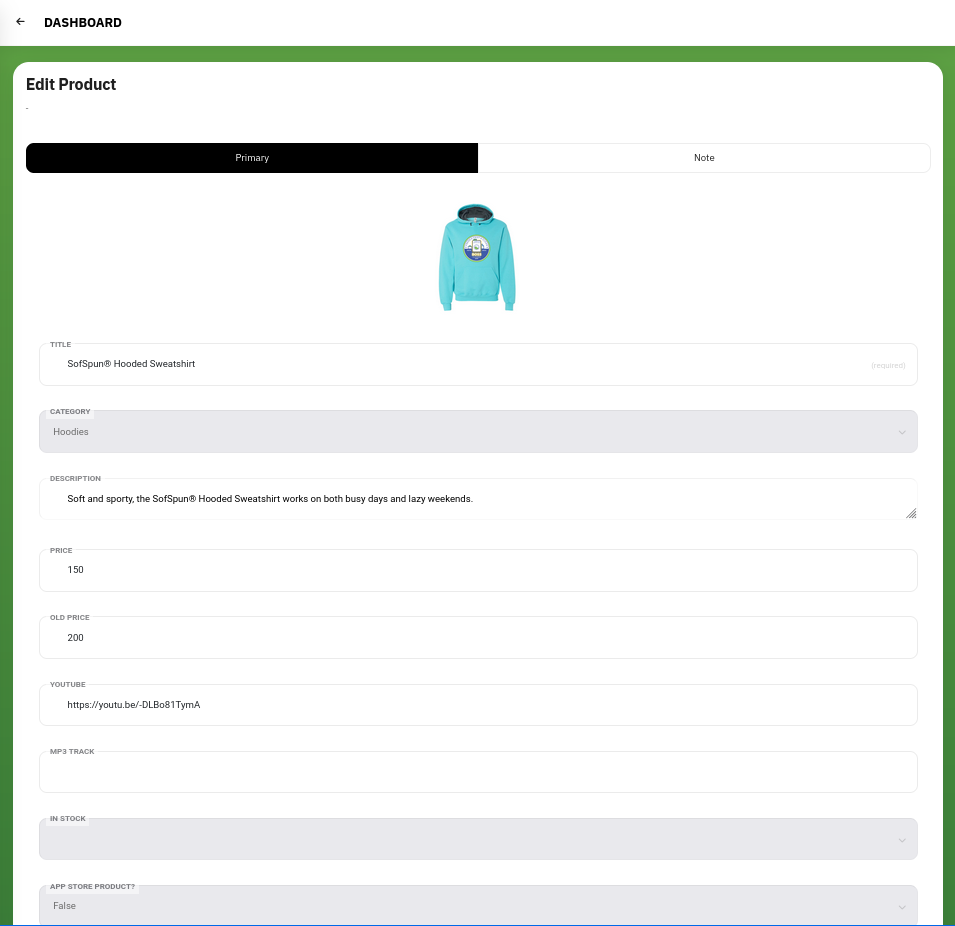 DASHBOARD
Edit Product
-
Primary
Note
TITLE
SofSpun® Hooded Sweatshirt
(required)
CATEGORY
Hoodies
DESCRIPTION
Soft and sporty, the SofSpun® Hooded Sweatshirt works on both busy days and lazy weekends.
PRICE
150
OLD PRICE
200
YOUTUBE
https://youtu.be/-DLBo81TymA
MP3 TRACK
IN STOCK
APP STORE PRODUCT?
False